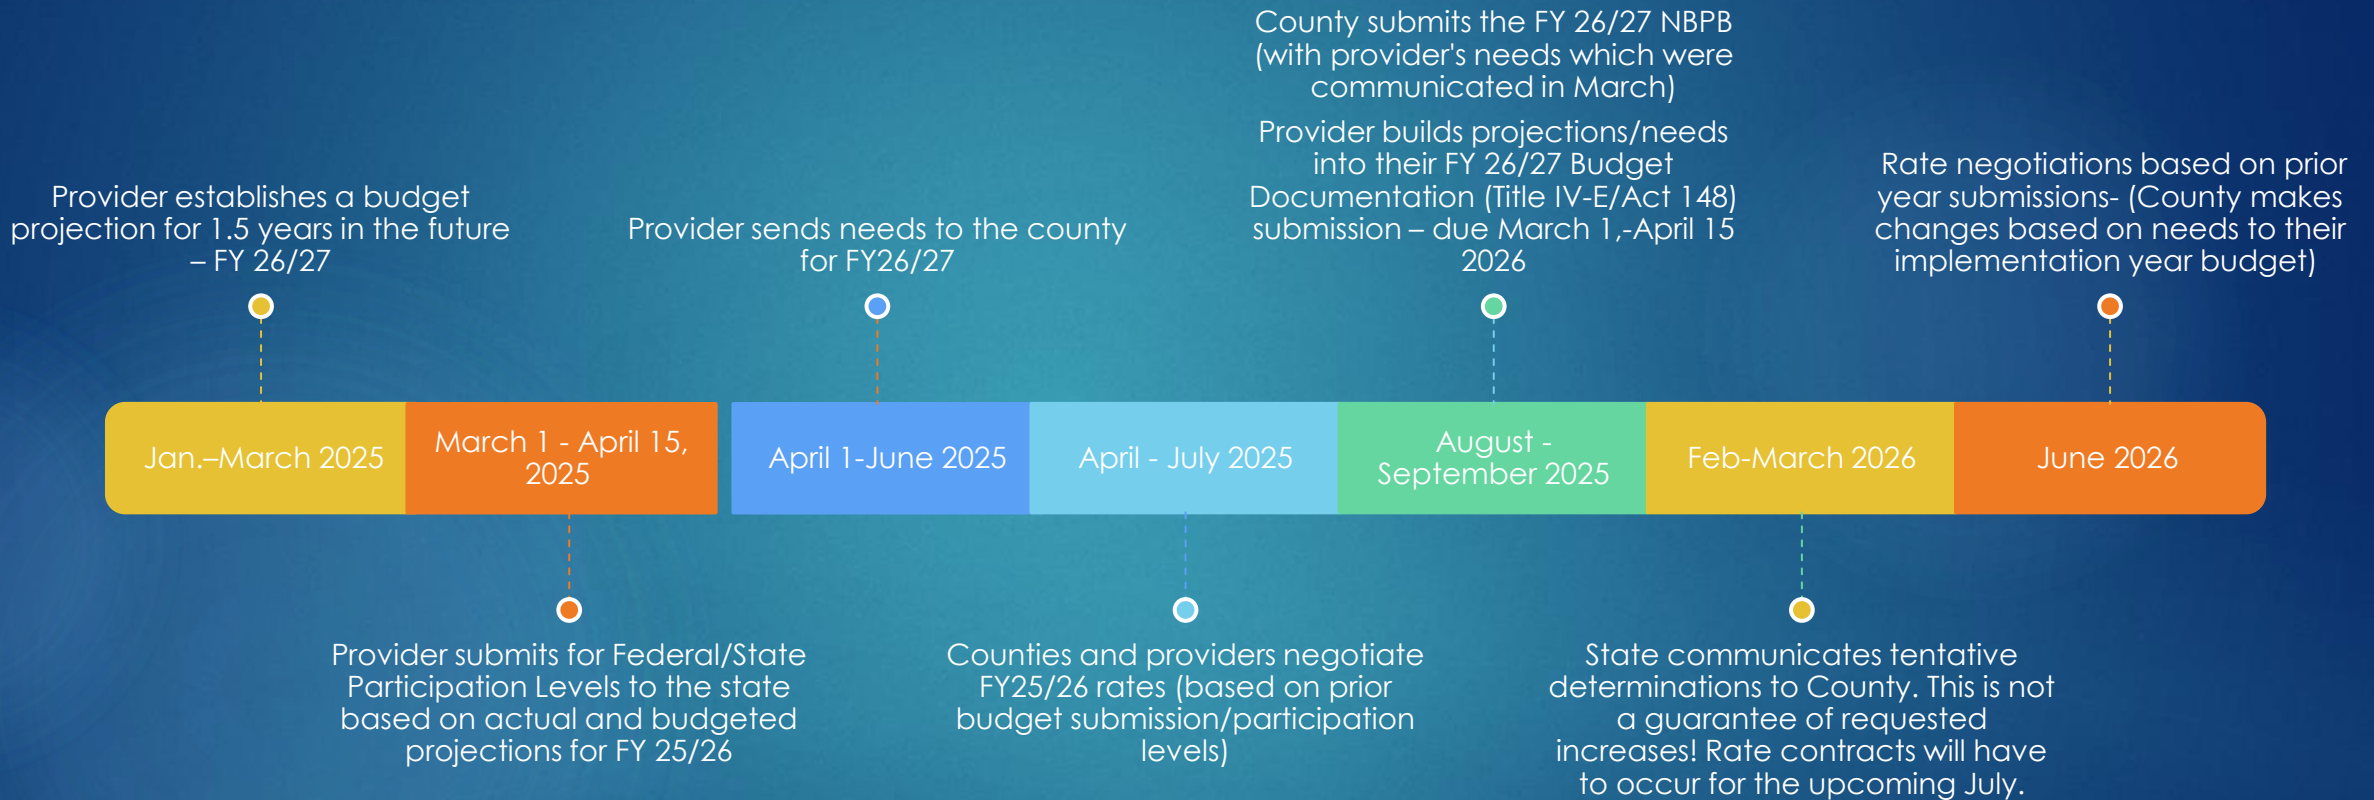 Provider establishes a budget
projection for 1.5 years in the future
– FY 26/27
Jan.–March 2025
March 1 - April 15,
2025
Provider submits for Federal/State
Participation Levels to the state
based on actual and budgeted
projections for FY 25/26
Provider sends needs to the county
for FY26/27
April 1-June 2025
April - July 2025
Counties and providers negotiate
FY25/26 rates (based on prior
budget submission/participation
levels)
County submits the FY 26/27 NBPB
(with provider's needs which were
communicated in March)
Provider builds projections/needs
into their FY 26/27 Budget
Documentation (Title IV-E/Act 148)
submission – due March 1,-April 15
2026
August -
September 2025
Feb-March 2026
State communicates tentative
determinations to County. This is not
a guarantee of requested
increases! Rate contracts will have
to occur for the upcoming July.
Rate negotiations based on prior
year submissions- (County makes
changes based on needs to their
implementation year budget)
June 2026